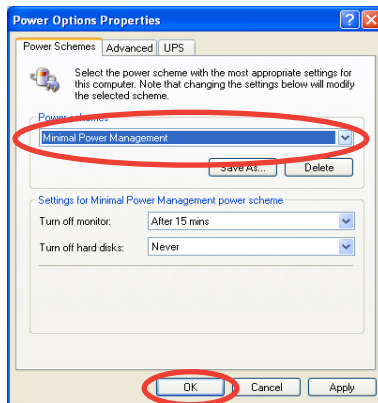 Power Options Properties
Power Schemes Advanced UPS
Select the power scheme with the most appropriate settings for
this computer. Note that changing the settings below will modify
the selected scheme.
Power schemes
Minimal Power Management
Save As... Delete
Settings for Minimal Power Management power scheme
Turn off monitor: After 15 mins
Turn off hard disks: Never
OK Cancel Apply